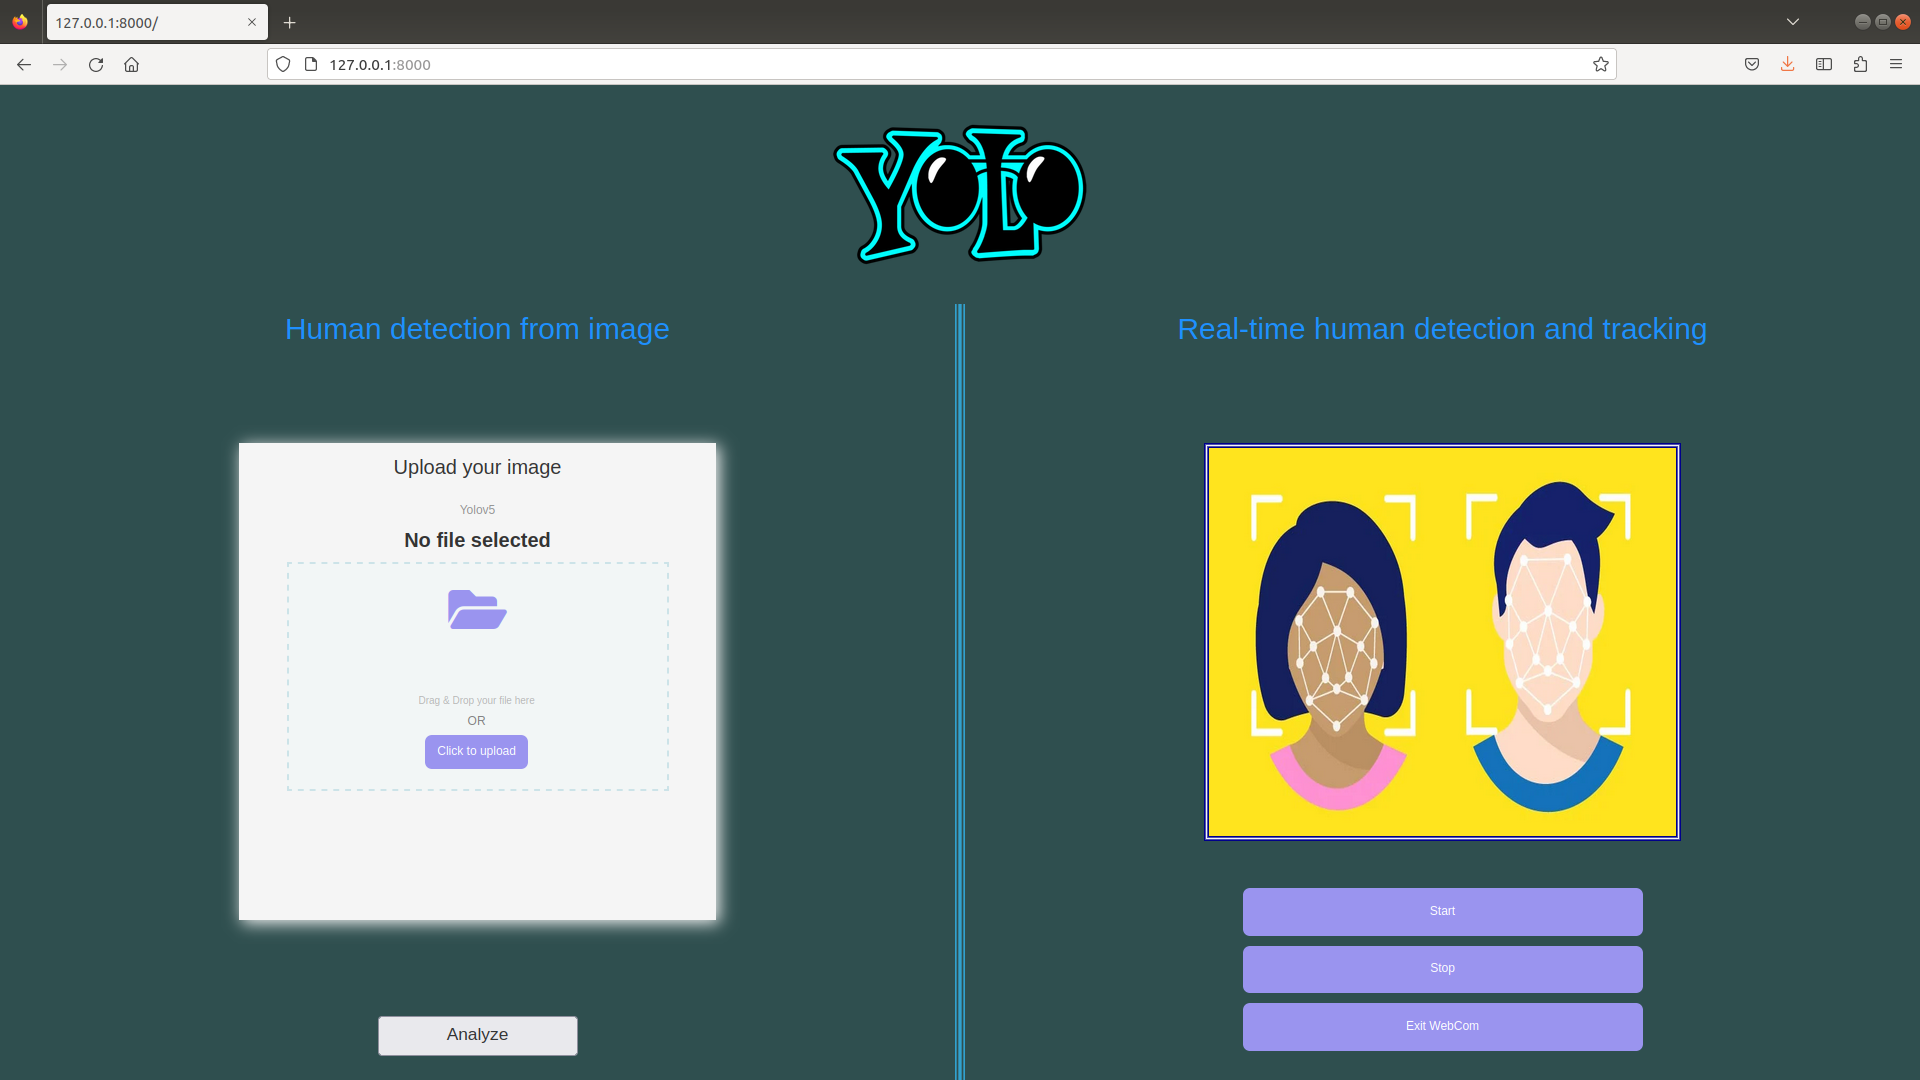 127.0.0.1:8000/
127.0.0.1:8000
YOLO
Human detection from image
Real-time human detection and tracking
Upload your image
Yolov5
No file selected
Drag & Drop your file here
OR
Click to upload
Analyze
Start
Stop
Exit WebCom